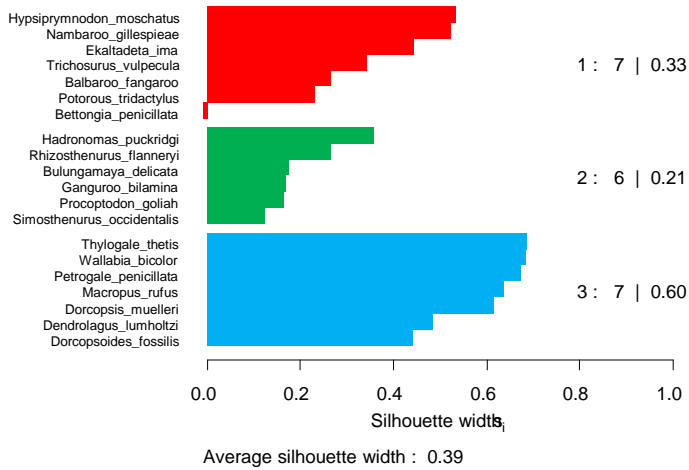 Hypsiprymnodon_moschatus
Nambaroo_gillespieae
Ekaltadeta_ima
Trichosurus_vulpecula
Balbaroo_fangaroo
Potorous_tridactylus
Bettongia_penicillata
1 : 7 | 0.33
Hadronomas_puckridgi
Rhizosthenurus_flanneryi
Bulungamaya_delicata
Ganguroo_bilamina
Procoptodon_goliah
Simosthenurus_occidentalis
2 : 6 | 0.21
Thylogale_thetis
Wallabia_bicolor
Petrogale_penicillata
Macropus_rufus
Dorcopsis_muelleri
Dendrolagus_lumholtzi
Dorcopsoides_fossilis
3 : 7 | 0.60
0.0 0.2 0.4 0.6 0.8 1.0
Silhouette width si
Average silhouette width : 0.39